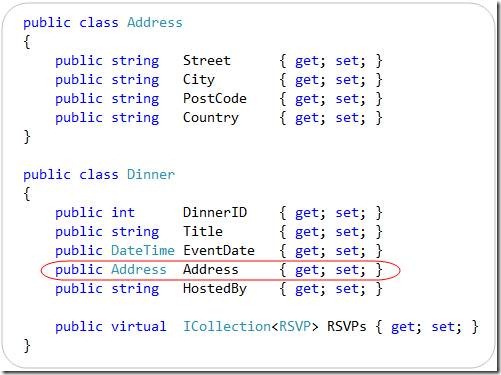 public class Address
{
public string Street { get; set; }
public string City { get; set; }
public string PostCode { get; set; }
public string Country { get; set; }
}
public class Dinner
{
public int DinnerID { get; set; }
public string Title { get; set; }
public DateTime EventDate { get; set; }
public Address Address { get; set; }
public string HostedBy { get; set; }
public virtual ICollection<RSVP> RSVPs { get; set; }
}